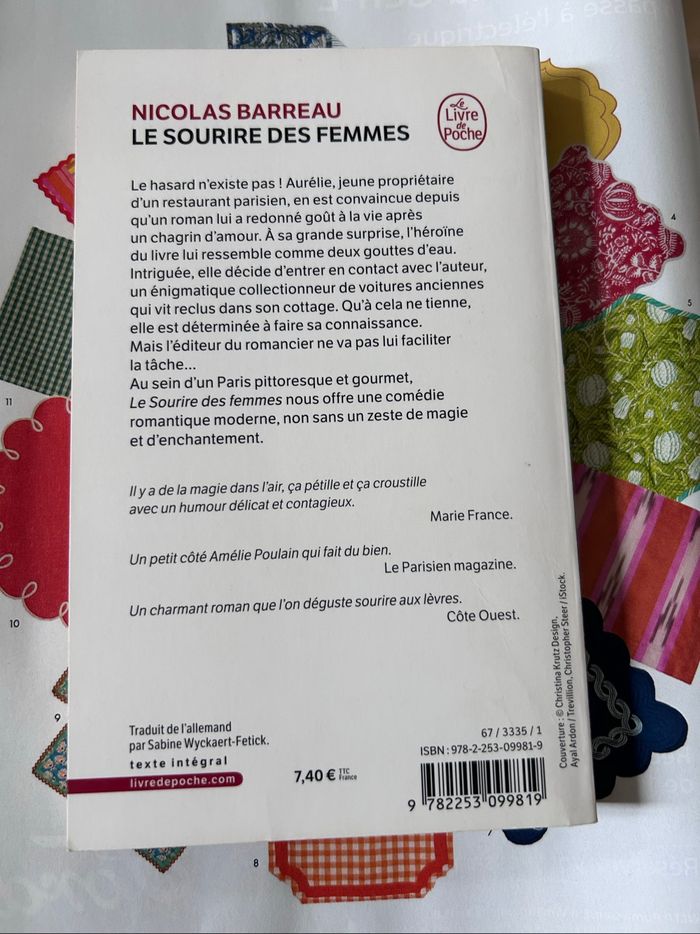 NICOLAS BARREAU
LE SOURIRE DES FEMMES
Le
Livre
de
Poche
Le hasard n'existe pas ! Aurélie, jeune propriétaire
d'un restaurant parisien, en est convaincue depuis
qu'un roman lui a redonné goût à la vie après
un chagrin d'amour. À sa grande surprise, l'héroïne
du livre lui ressemble comme deux gouttes d'eau.
Intriguée, elle décide d'entrer en contact avec l'auteur,
un énigmatique collectionneur de voitures anciennes
qui vit reclus dans son cottage. Qu'à cela ne tienne,
elle est déterminée à faire sa connaissance.
Mais l'éditeur du romancier ne va pas lui faciliter
la tâche...
Au sein d'un Paris pittoresque et gourmet,
Le Sourire des femmes nous offre une comédie
romantique moderne, non sans un zeste de magie
et d'enchantement.
Il y a de la magie dans l'air, ça pétille et ça croustille
avec un humour délicat et contagieux.
Marie France.
Un petit côté Amélie Poulain qui fait du bien.
Le Parisien magazine.
Un charmant roman que l'on déguste sourire aux lèvres.
Côte Ouest.
Traduit de l'allemand
par Sabine Wyckaert-Fetick.
texte intégral
livredepoche.com
7,40 € TTC
France
67 / 3335 / 1
ISBN : 978-2-253-09981-9
9 782253 099819
Couverture : © Christina Krutz Design,
Ayal Ardon / Trevillion, Christopher Steer / iStock.
4
5
11
10
9
8
7
passe à l'électrique